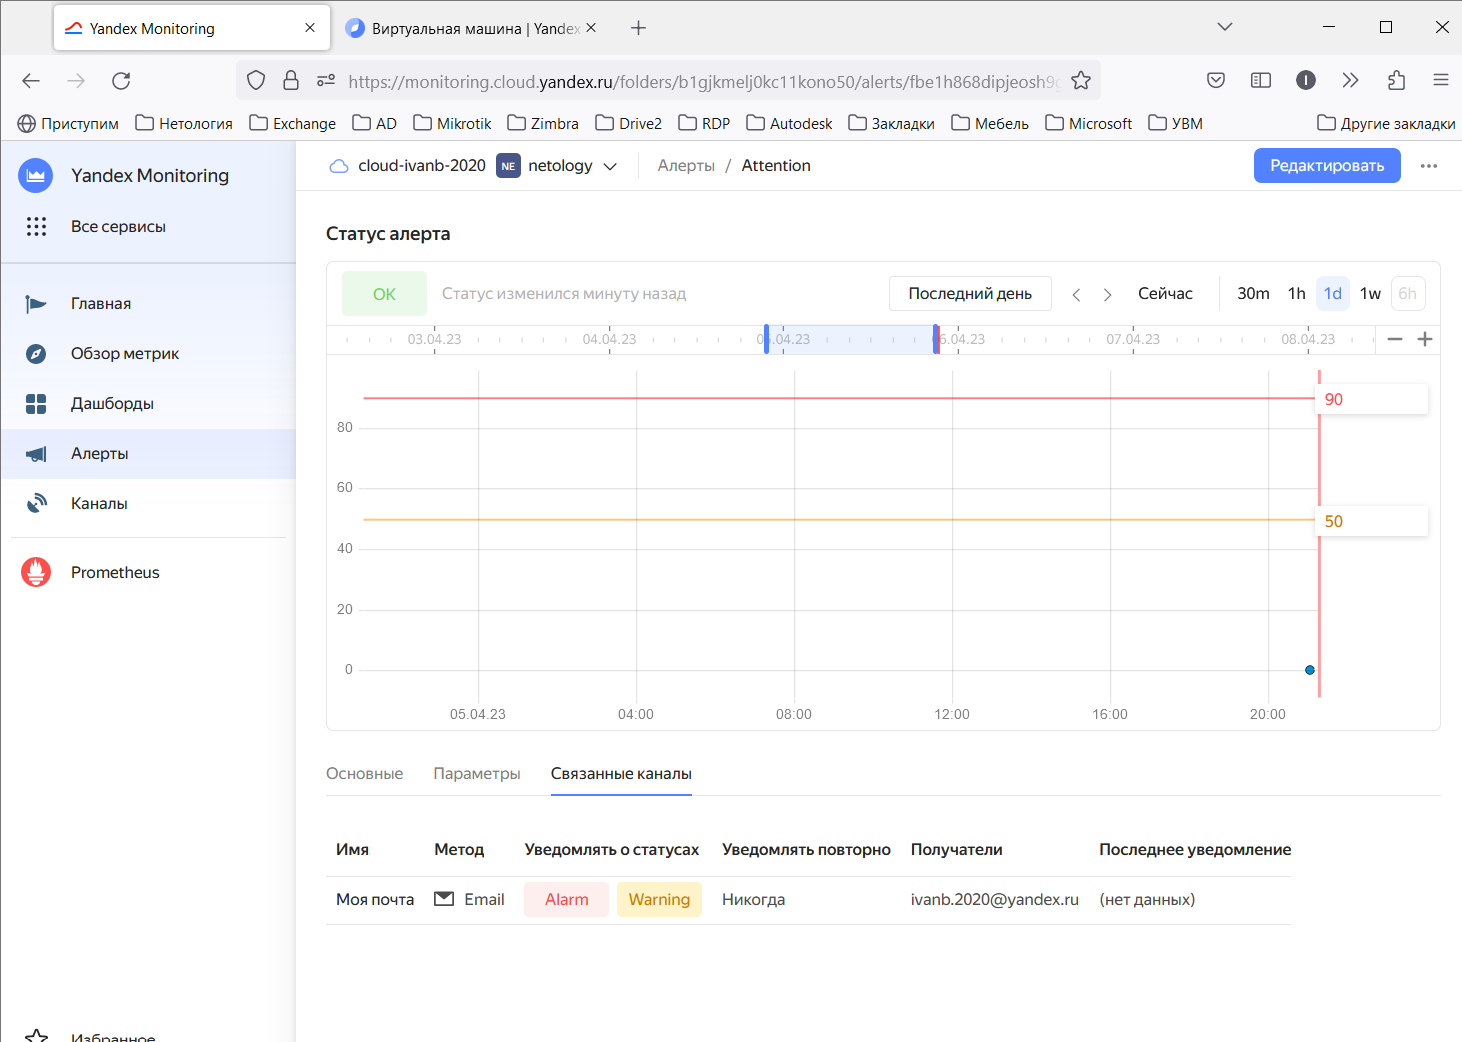 Yandex Monitoring
Виртуальная машина | Yandex
https://monitoring.cloud.yandex.ru/folders/b1gjkmelj0kc11kono50/alerts/fbe1h868dipjeosh9g
Приступим Нетология Exchange AD Mikrotik Zimbra Drive2 RDP Autodesk Закладки Мебель Microsoft УВМ Другие закладки
Yandex Monitoring
Все сервисы
Главная
Обзор метрик
Дашборды
Алерты
Каналы
Prometheus
Избранное
cloud-ivanb-2020 NE netology Алерты / Attention Редактировать
Статус алерта
OK Статус изменился минуту назад Последний день Сейчас 30m 1h 1d 1w 6h
03.04.23 04.04.23 05.04.23 06.04.23 07.04.23 08.04.23
90
80
60
50
40
20
0
05.04.23 04:00 08:00 12:00 16:00 20:00
Основные Параметры Связанные каналы
Имя Метод Уведомлять о статусах Уведомлять повторно Получатели Последнее уведомление
Моя почта Email Alarm Warning Никогда ivanb.2020@yandex.ru (нет данных)